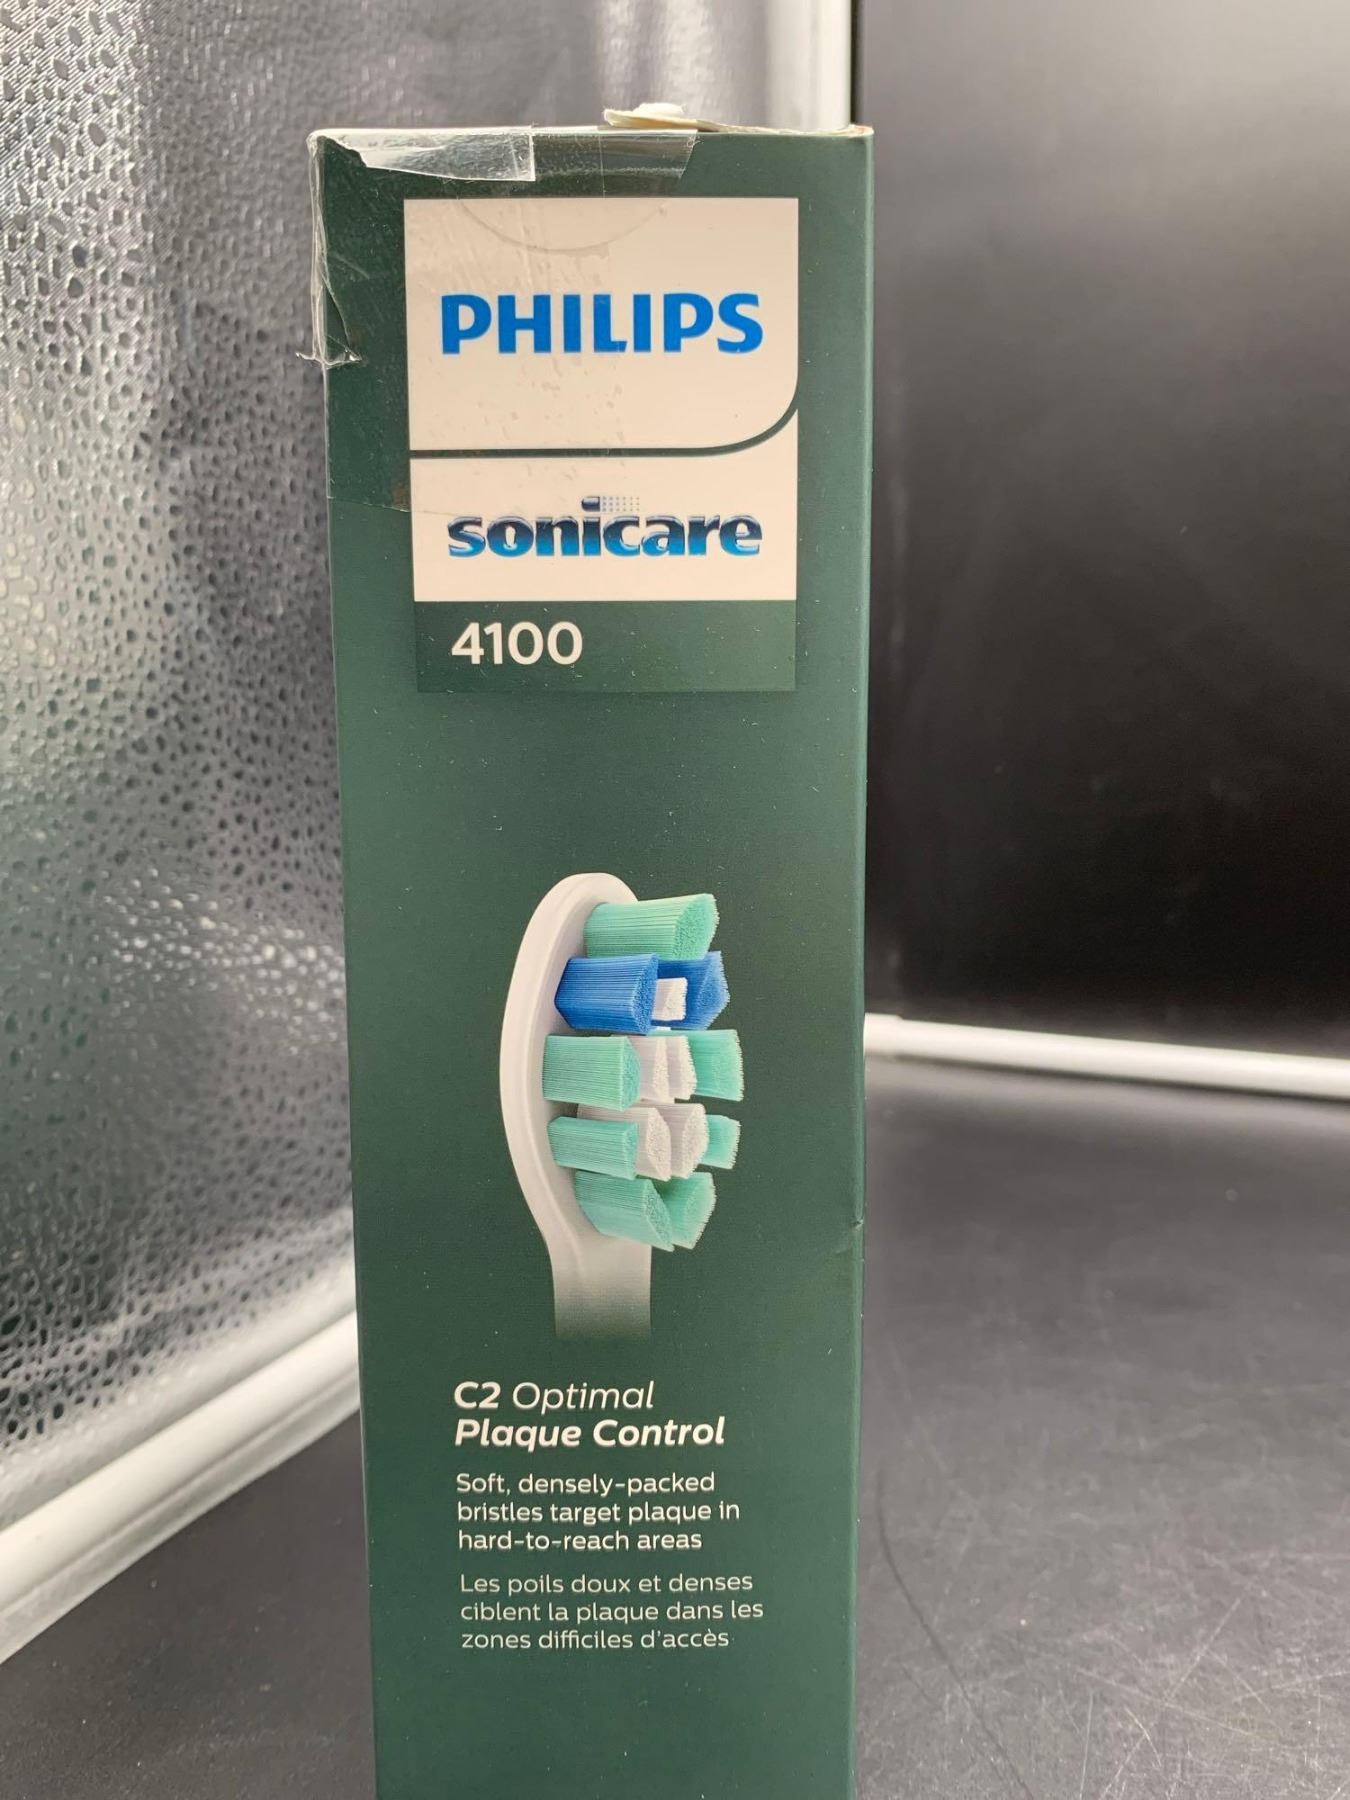 PHILIPS
sonicare
4100
C2 Optimal
Plaque Control
Soft, densely-packed
bristles target plaque in
hard-to-reach areas
Les poils doux et denses
ciblent la plaque dans les
zones difficiles d'accès